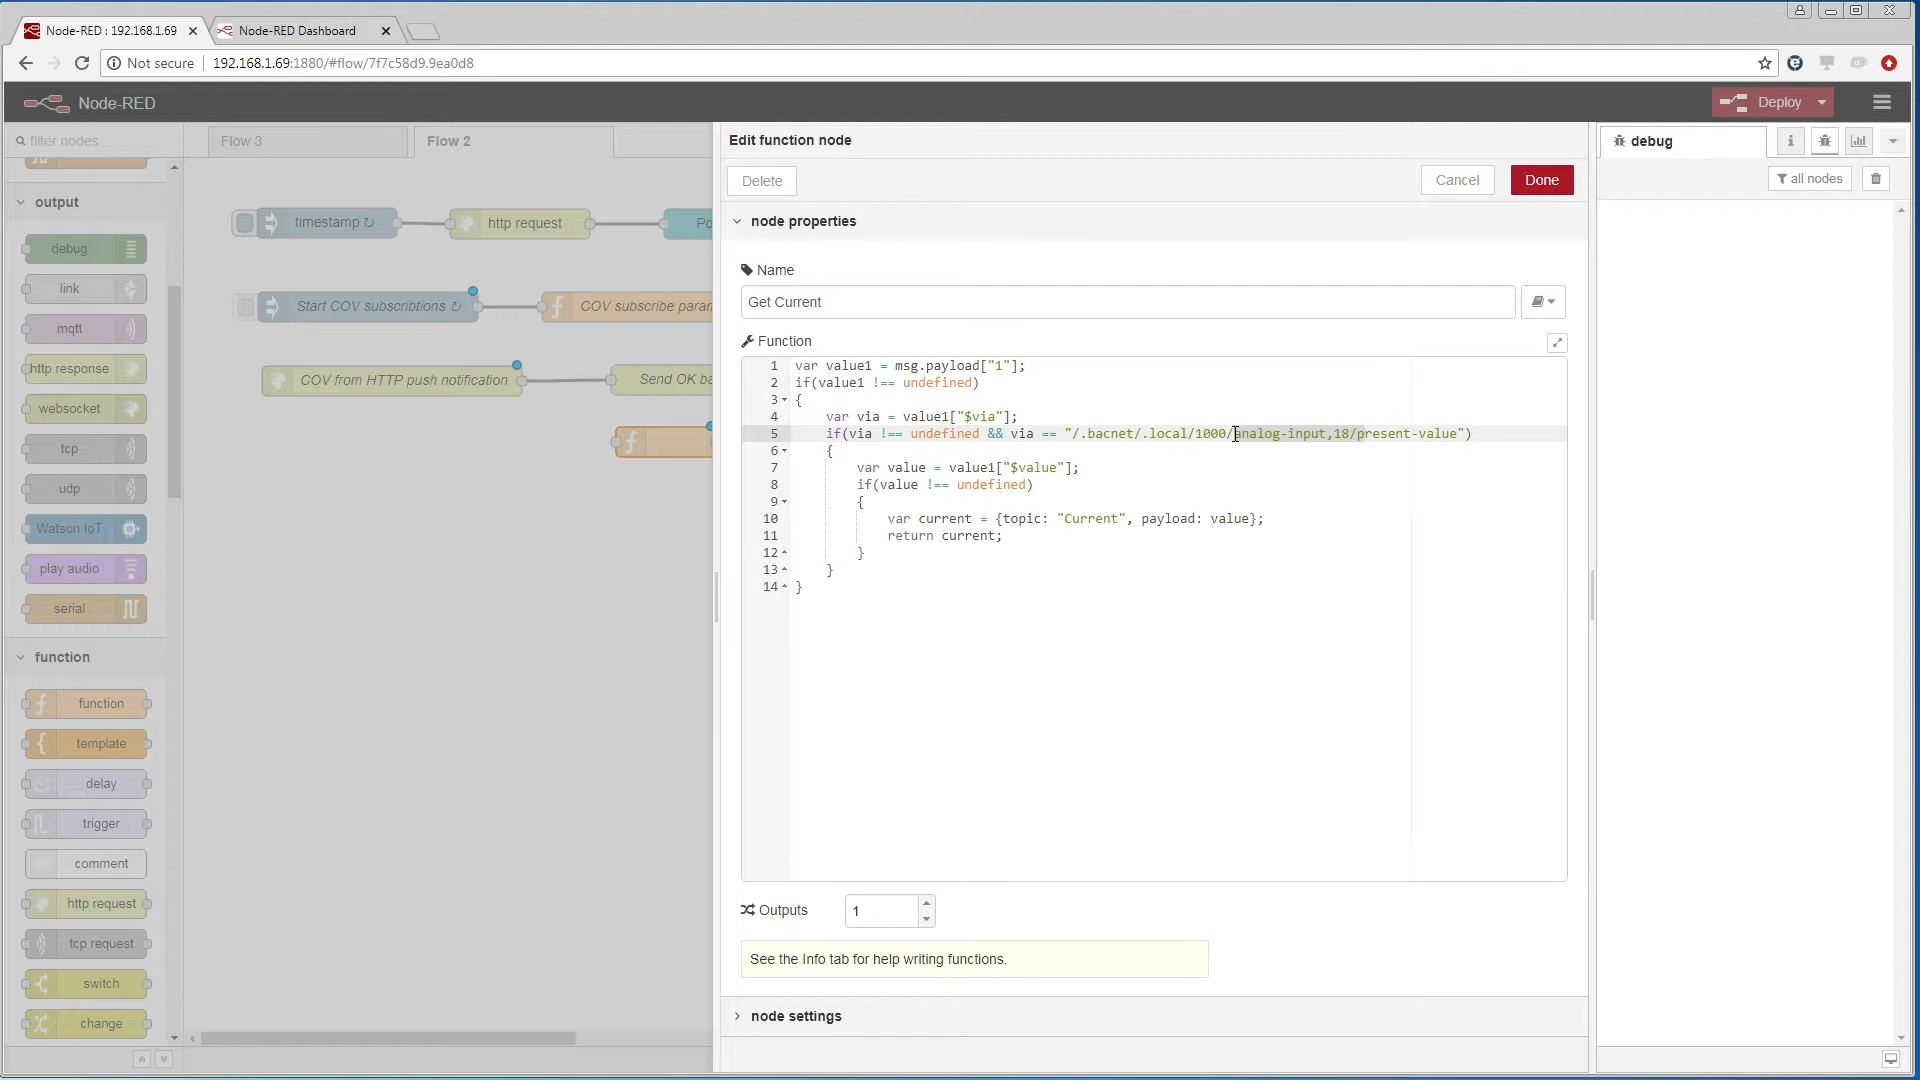 Node-RED : 192.168.1.69
Node-RED Dashboard
Not secure
192.168.1.69:1880/#flow/7f7c58d9.9ea0d8
Node-RED
Deploy
filter nodes
Flow 3
Flow 2
Edit function node
debug
Delete
Cancel
Done
all nodes
output
debug
link
mqtt
http response
websocket
tcp
udp
Watson IoT
play audio
serial
function
function
template
delay
trigger
comment
http request
tcp request
switch
change
timestamp ↻
http request
Po
Start COV subscribtions ↻
COV subscribe param
COV from HTTP push notification
Send OK ba
node properties
Name
Get Current
Function
1 var value1 = msg.payload["1"];
2 if(value1 !== undefined)
3 {
4 var via = value1["$via"];
5 if(via !== undefined && via == "/.bacnet/.local/1000/analog-input,18/present-value")
6 {
7 var value = value1["$value"];
8 if(value !== undefined)
9 {
10 var current = {topic: "Current", payload: value};
11 return current;
12 }
13 }
14 }
Outputs
1
See the Info tab for help writing functions.
node settings